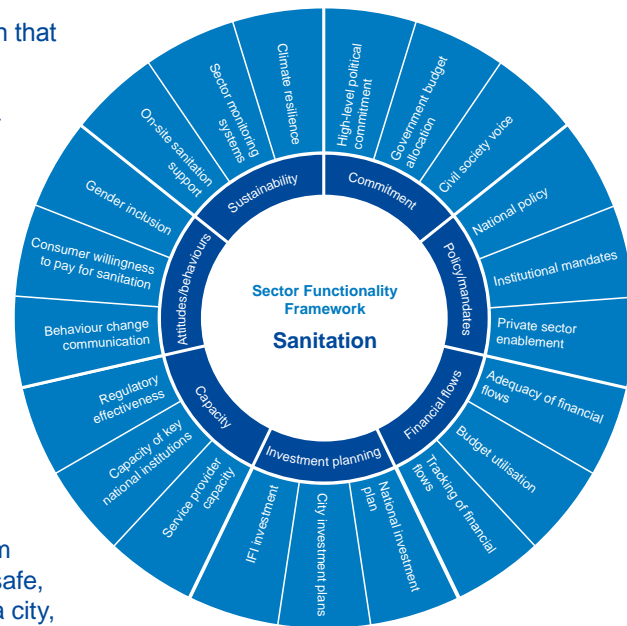 n that
Sector Functionality
Framework
Sanitation
Commitment
High-level political
commitment
Government budget
allocation
Civil society voice
Policy/mandates
National policy
Institutional mandates
Private sector
enablement
Financial flows
Adequacy of financial
flows
Budget utilisation
Tracking of financial
flows
Investment planning
National investment
plan
City investment plans
IFI investment
Capacity
Service provider
capacity
Capacity of key
national institutions
Regulatory
effectiveness
Attitudes/behaviours
Behaviour change
communication
Consumer willingness
to pay for sanitation
Gender inclusion
Sustainability
On-site sanitation
support
Sector monitoring
systems
Climate resilience
safe,
a city,